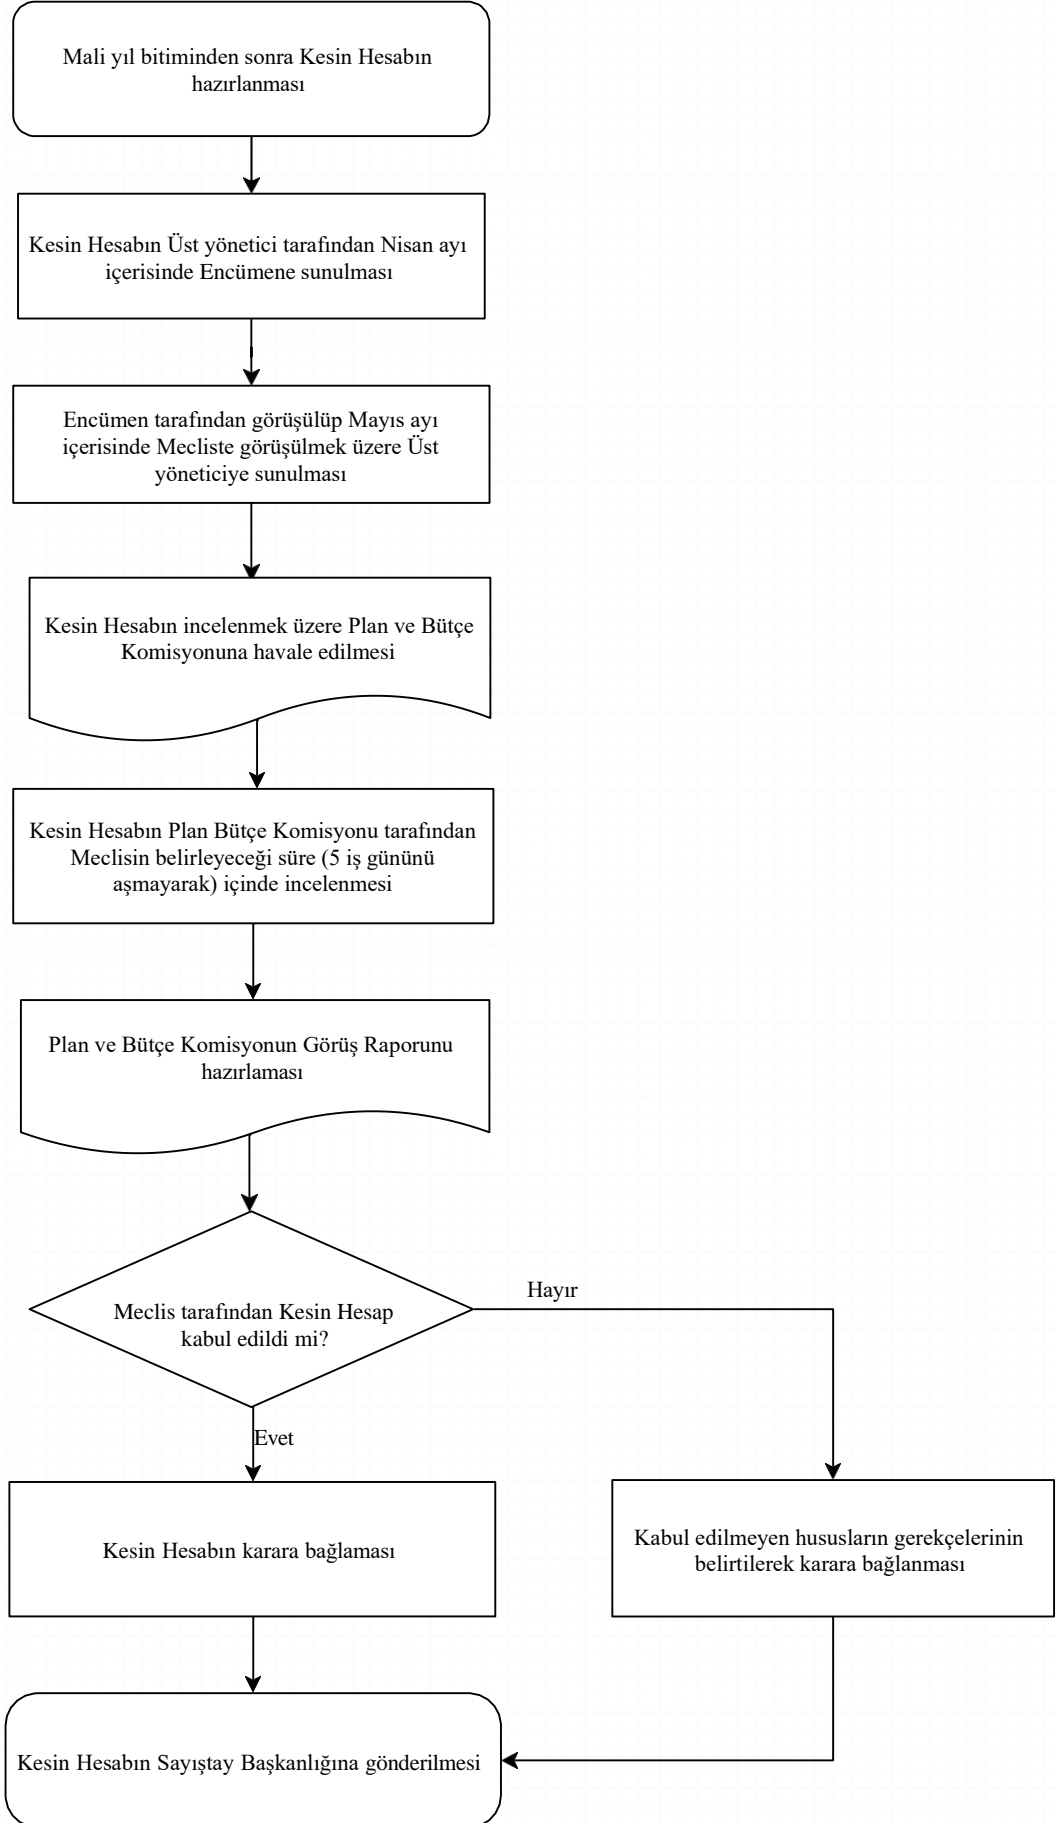 Mali yıl bitiminden sonra Kesin Hesabın
hazırlanması
Kesin Hesabın Üst yönetici tarafından Nisan ayı
içerisinde Encümene sunulması
Encümen tarafından görüşülüp Mayıs ayı
içerisinde Mecliste görüşülmek üzere Üst
yöneticiye sunulması
Kesin Hesabın incelenmek üzere Plan ve Bütçe
Komisyonuna havale edilmesi
Kesin Hesabın Plan Bütçe Komisyonu tarafından
Meclisin belirleyeceği süre (5 iş gününü
aşmayarak) içinde incelenmesi
Plan ve Bütçe Komisyonun Görüş Raporunu
hazırlaması
Meclis tarafından Kesin Hesap
kabul edildi mi?
Hayır
Evet
Kesin Hesabın karara bağlaması
Kabul edilmeyen hususların gerekçelerinin
belirtilerek karara bağlanması
Kesin Hesabın Sayıştay Başkanlığına gönderilmesi